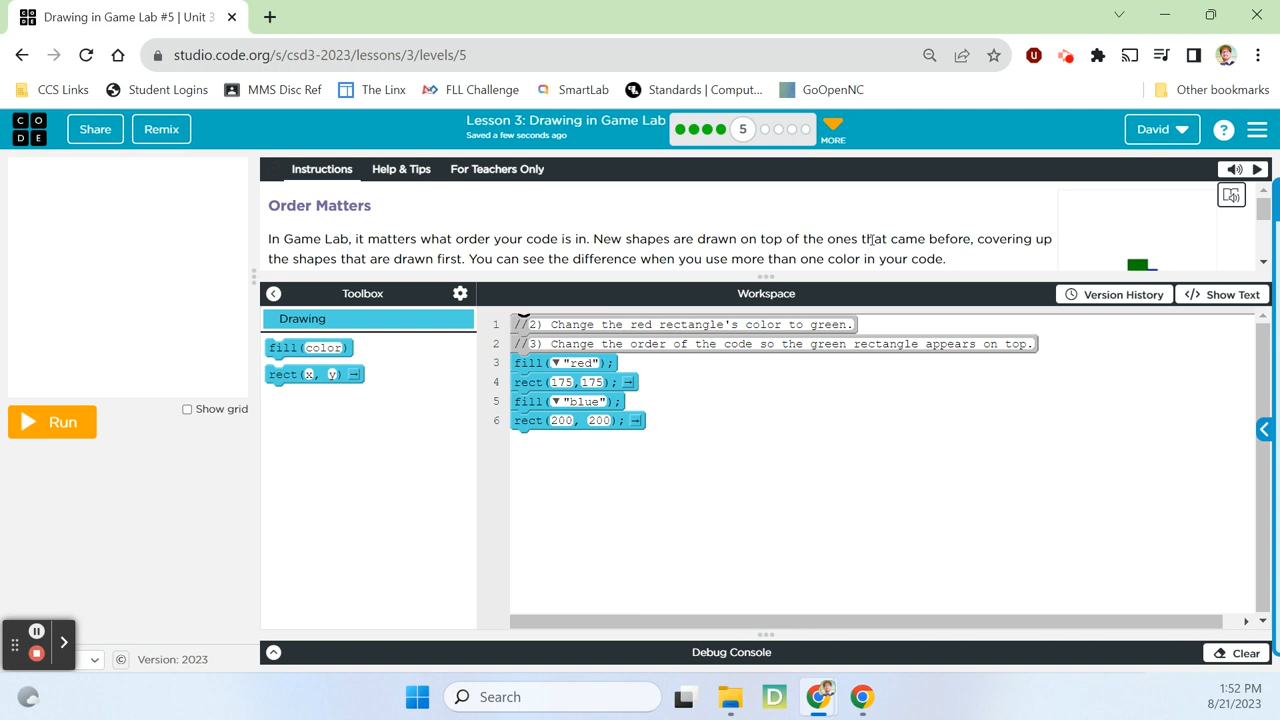 Drawing in Game Lab #5 | Unit 3
studio.code.org/s/csd3-2023/lessons/3/levels/5
CCS Links
Student Logins
MMS Disc Ref
The Linx
FLL Challenge
SmartLab
Standards | Comput...
GoOpenNC
Other bookmarks
C O
D E
Share
Remix
Lesson 3: Drawing in Game Lab
Saved a few seconds ago
5
MORE
David
?
Instructions
Help & Tips
For Teachers Only
Order Matters
In Game Lab, it matters what order your code is in. New shapes are drawn on top of the ones that came before, covering up
the shapes that are drawn first. You can see the difference when you use more than one color in your code.
Toolbox
Workspace
Version History
</> Show Text
Drawing
fill(color)
rect(x, y)
1 //2) Change the red rectangle's color to green.
2 //3) Change the order of the code so the green rectangle appears on top.
3 fill("red");
4 rect(175,175);
5 fill("blue");
6 rect(200, 200);
Show grid
Run
© Version: 2023
Debug Console
Clear
Search
D
1:52 PM
8/21/2023